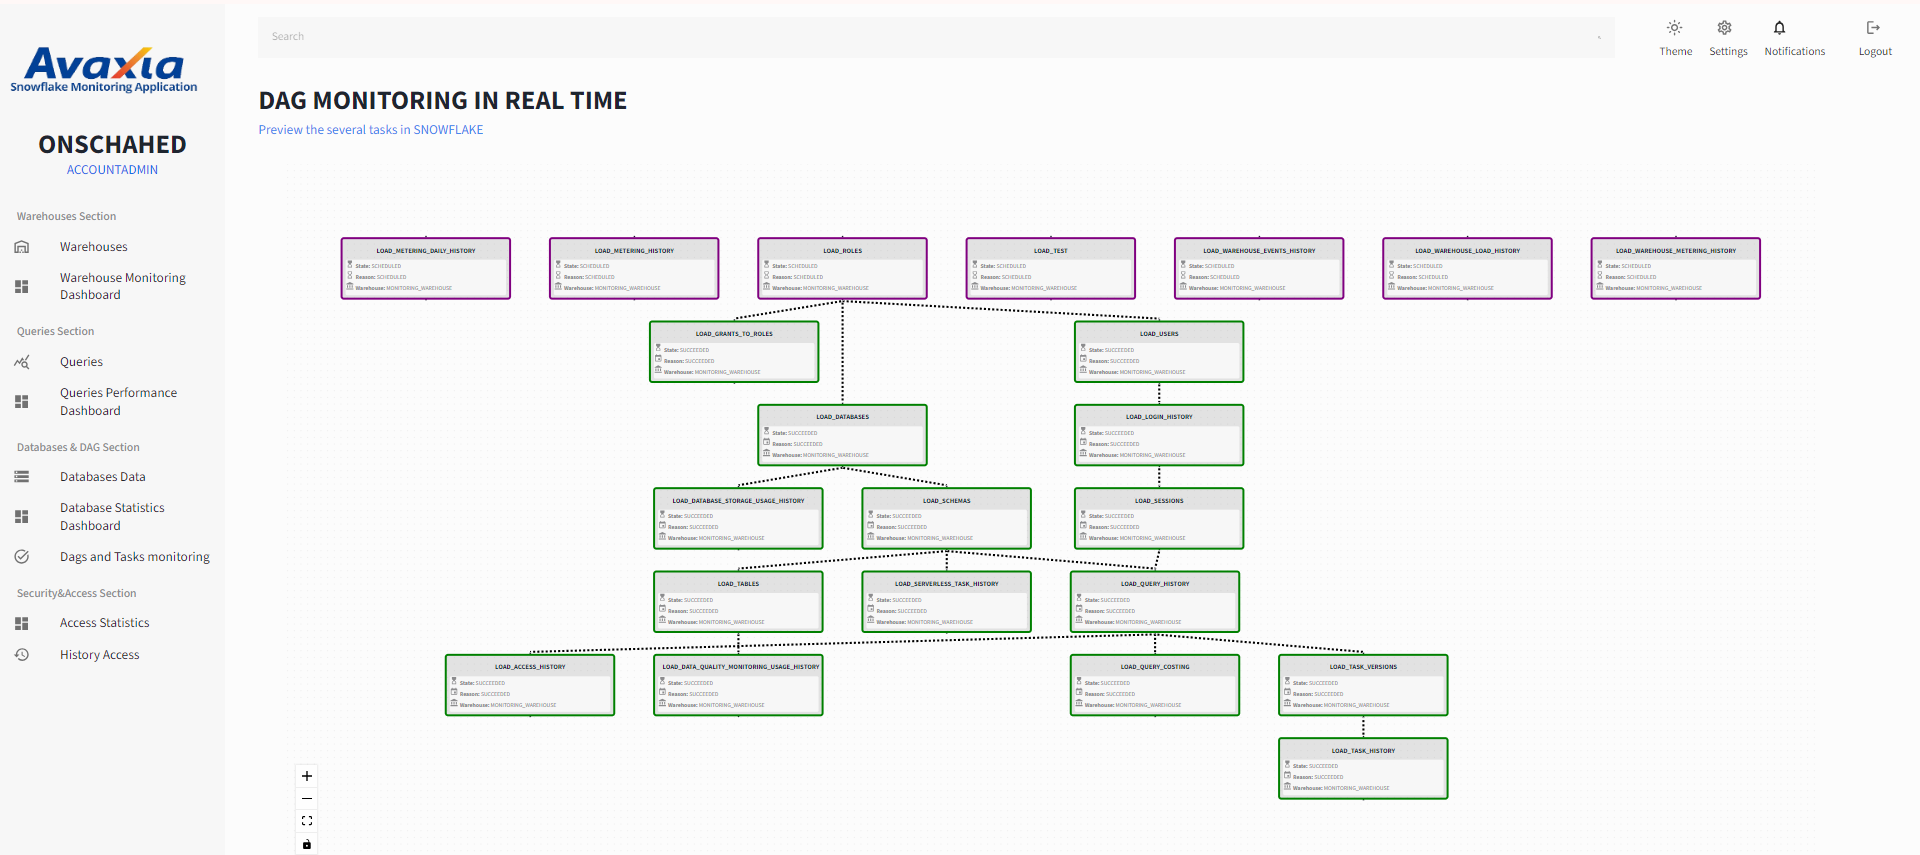 Avaxia
Snowflake Monitoring Application
ONSCHAHED
ACCOUNTADMIN
Warehouses Section
Warehouses
Warehouse Monitoring
Dashboard
Queries Section
Queries
Queries Performance
Dashboard
Databases & DAG Section
Databases Data
Database Statistics
Dashboard
Dags and Tasks monitoring
Security&Access Section
Access Statistics
History Access
Search
Theme
Settings
Notifications
Logout
DAG MONITORING IN REAL TIME
Preview the several tasks in SNOWFLAKE
LOAD_METERING_DAILY_HISTORY
State: SCHEDULED
Reason: SCHEDULED
Warehouse: MONITORING_WAREHOUSE
LOAD_METERING_HISTORY
State: SCHEDULED
Reason: SCHEDULED
Warehouse: MONITORING_WAREHOUSE
LOAD_ROLES
State: SCHEDULED
Reason: SCHEDULED
Warehouse: MONITORING_WAREHOUSE
LOAD_TEST
State: SCHEDULED
Reason: SCHEDULED
Warehouse: MONITORING_WAREHOUSE
LOAD_WAREHOUSE_EVENTS_HISTORY
State: SCHEDULED
Reason: SCHEDULED
Warehouse: MONITORING_WAREHOUSE
LOAD_WAREHOUSE_LOAD_HISTORY
State: SCHEDULED
Reason: SCHEDULED
Warehouse: MONITORING_WAREHOUSE
LOAD_WAREHOUSE_METERING_HISTORY
State: SCHEDULED
Reason: SCHEDULED
Warehouse: MONITORING_WAREHOUSE
LOAD_GRANTS_TO_ROLES
State: SUCCEEDED
Reason: SUCCEEDED
Warehouse: MONITORING_WAREHOUSE
LOAD_USERS
State: SUCCEEDED
Reason: SUCCEEDED
Warehouse: MONITORING_WAREHOUSE
LOAD_DATABASES
State: SUCCEEDED
Reason: SUCCEEDED
Warehouse: MONITORING_WAREHOUSE
LOAD_LOGIN_HISTORY
State: SUCCEEDED
Reason: SUCCEEDED
Warehouse: MONITORING_WAREHOUSE
LOAD_DATABASE_STORAGE_USAGE_HISTORY
State: SUCCEEDED
Reason: SUCCEEDED
Warehouse: MONITORING_WAREHOUSE
LOAD_SCHEMAS
State: SUCCEEDED
Reason: SUCCEEDED
Warehouse: MONITORING_WAREHOUSE
LOAD_SESSIONS
State: SUCCEEDED
Reason: SUCCEEDED
Warehouse: MONITORING_WAREHOUSE
LOAD_TABLES
State: SUCCEEDED
Reason: SUCCEEDED
Warehouse: MONITORING_WAREHOUSE
LOAD_SERVERLESS_TASK_HISTORY
State: SUCCEEDED
Reason: SUCCEEDED
Warehouse: MONITORING_WAREHOUSE
LOAD_QUERY_HISTORY
State: SUCCEEDED
Reason: SUCCEEDED
Warehouse: MONITORING_WAREHOUSE
LOAD_ACCESS_HISTORY
State: SUCCEEDED
Reason: SUCCEEDED
Warehouse: MONITORING_WAREHOUSE
LOAD_DATA_QUALITY_MONITORING_USAGE_HISTORY
State: SUCCEEDED
Reason: SUCCEEDED
Warehouse: MONITORING_WAREHOUSE
LOAD_QUERY_COSTING
State: SUCCEEDED
Reason: SUCCEEDED
Warehouse: MONITORING_WAREHOUSE
LOAD_TASK_VERSIONS
State: SUCCEEDED
Reason: SUCCEEDED
Warehouse: MONITORING_WAREHOUSE
LOAD_TASK_HISTORY
State: SUCCEEDED
Reason: SUCCEEDED
Warehouse: MONITORING_WAREHOUSE